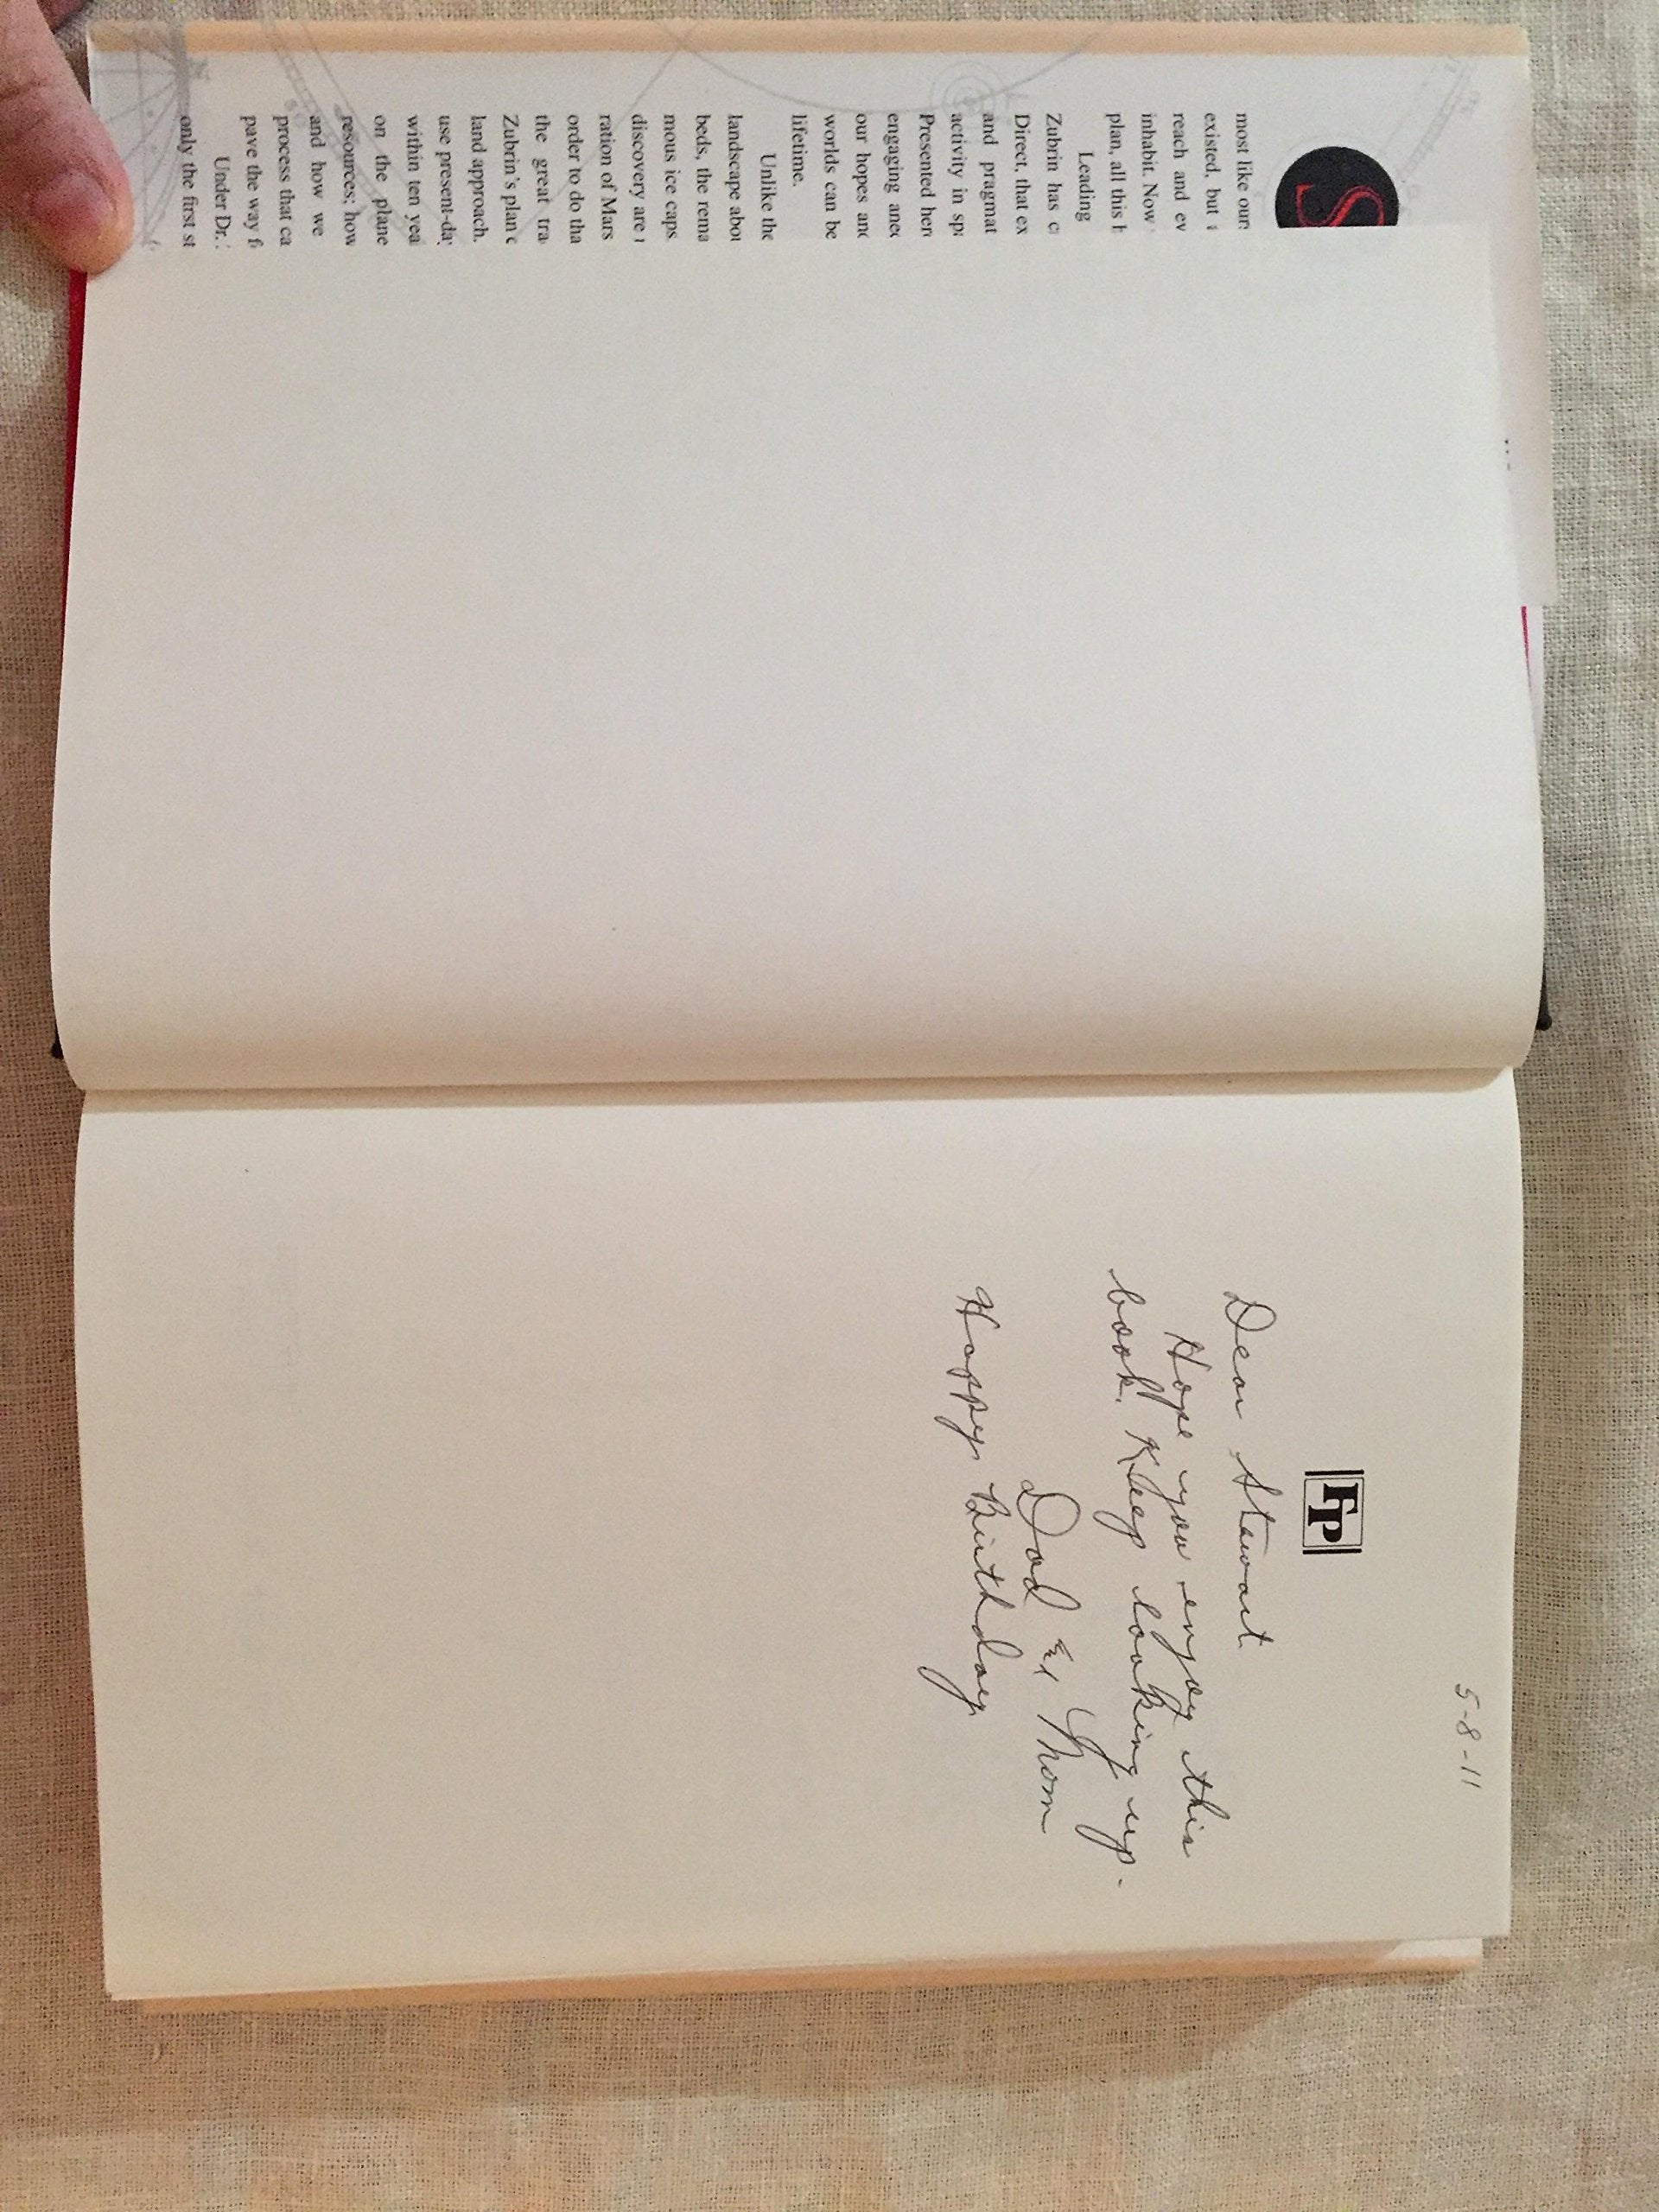 S
most like our
existed, but
reach and ev
inhabit. Now
plan, all this
Leading
Zubrin has c
Direct, that ex
and pragmat
activity in sp
Presented her
engaging anec
our hopes and
worlds can be
lifetime.
Unlike the
landscape abou
beds, the rema
mous ice caps
discovery are
ration of Mars
order to do tha
the great tra
Zubrin's plan
land approach.
use present-da
within ten yea
on the plane
resources; how
and how we
process that ca
pave the way f
Under Dr.
only the first st
5-8-11
FP
Dear Stewart
Hope you enjoy this
book. Keep looking up.
Dad & Mom
Happy Birthday